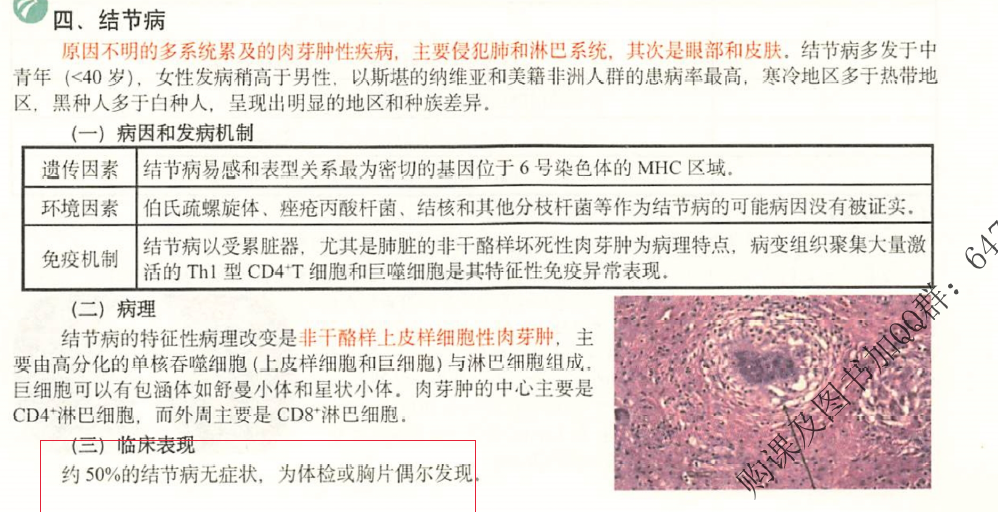 四、结节病
原因不明的多系统累及的肉芽肿性疾病，主要侵犯肺和淋巴系统，其次是眼部和皮肤。结节病多发于中
青年（<40 岁），女性发病稍高于男性，以斯堪的纳维亚和美籍非洲人群的患病率最高，寒冷地区多于热带地
区，黑种人多于白种人，呈现出明显的地区和种族差异。
（一）病因和发病机制
遗传因素 结节病易感和表型关系最为密切的基因位于 6 号染色体的 MHC 区域。
环境因素 伯氏疏螺旋体、痤疮丙酸杆菌、结核和其他分枝杆菌等作为结节病的可能病因没有被证实。
免疫机制 结节病以受累脏器，尤其是肺脏的非干酪样坏死性肉芽肿为病理特点，病变组织聚集大量激
活的 Th1 型 CD4⁺T 细胞和巨噬细胞是其特征性免疫异常表现。
（二）病理
结节病的特征性病理改变是非干酪样上皮样细胞性肉芽肿，主
要由高分化的单核吞噬细胞（上皮样细胞和巨细胞）与淋巴细胞组成。
巨细胞可以有包涵体如舒曼小体和星状小体。肉芽肿的中心主要是
CD4⁺淋巴细胞，而外周主要是 CD8⁺淋巴细胞。
（三）临床表现
约 50%的结节病无症状，为体检或胸片偶尔发现。
购课及图书加QQ群：647